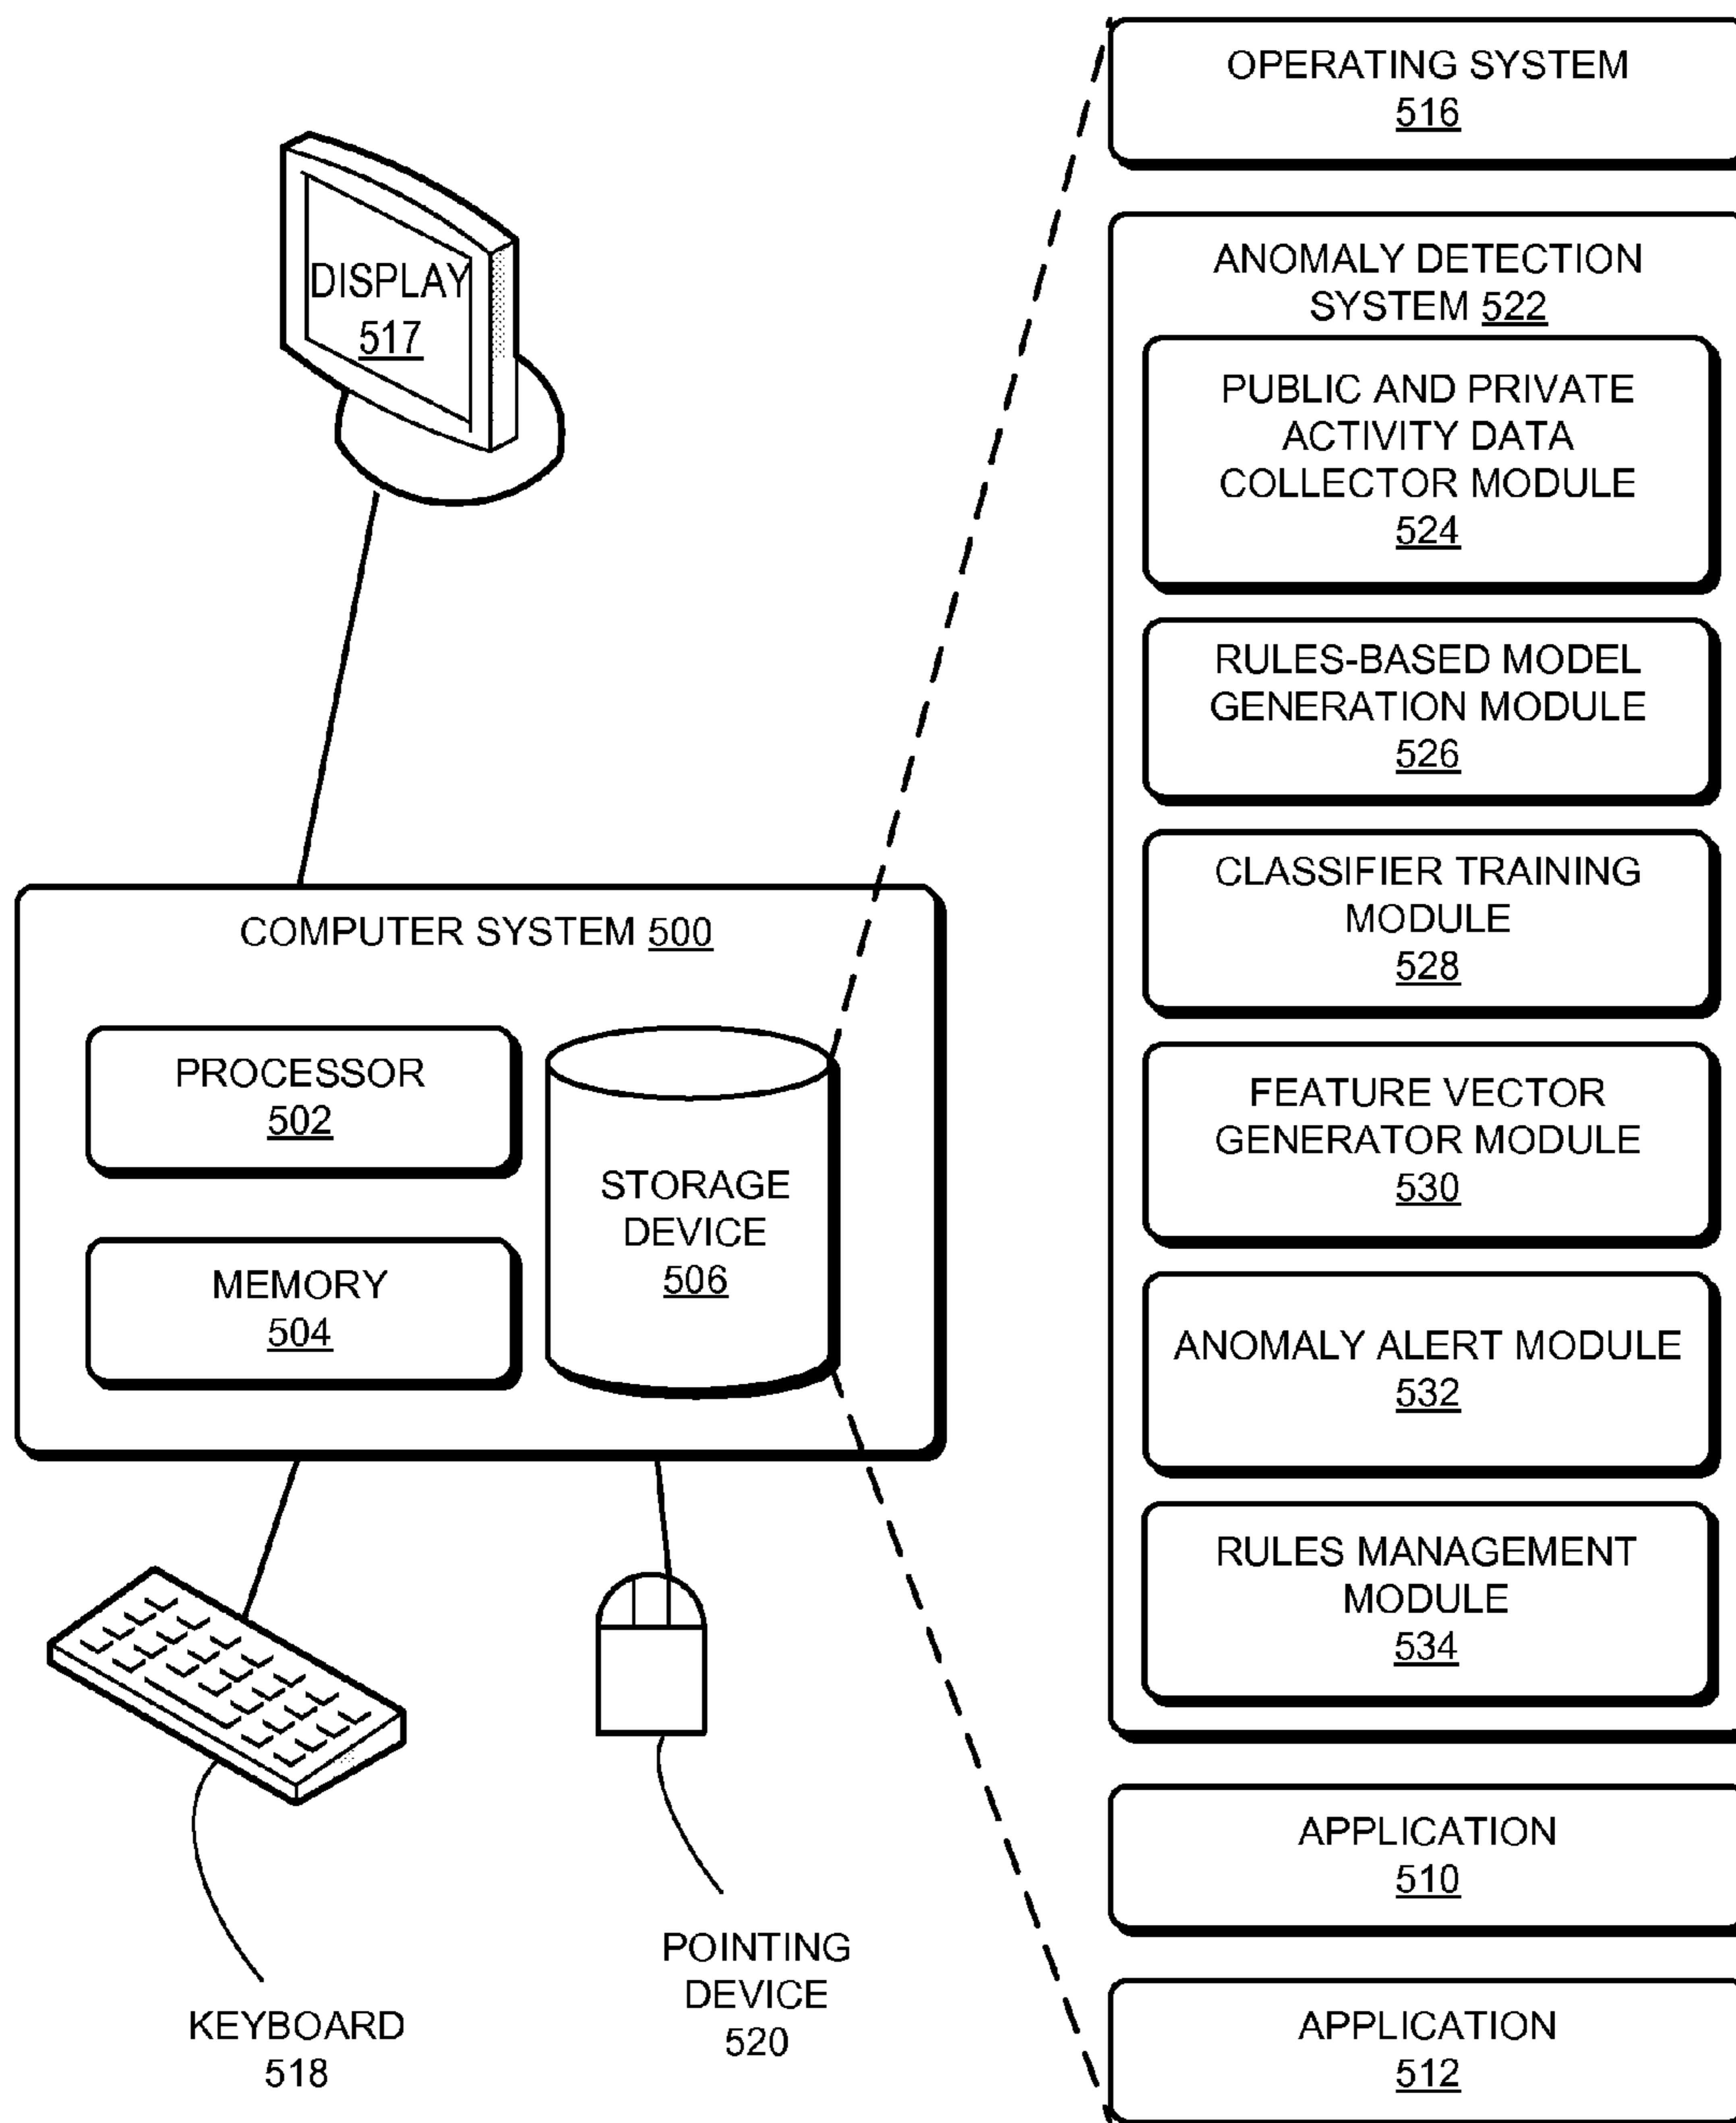 DISPLAY
517
COMPUTER SYSTEM 500
PROCESSOR
502
MEMORY
504
STORAGE
DEVICE
506
KEYBOARD
518
POINTING
DEVICE
520
OPERATING SYSTEM
516
ANOMALY DETECTION
SYSTEM 522
PUBLIC AND PRIVATE
ACTIVITY DATA
COLLECTOR MODULE
524
RULES-BASED MODEL
GENERATION MODULE
526
CLASSIFIER TRAINING
MODULE
528
FEATURE VECTOR
GENERATOR MODULE
530
ANOMALY ALERT MODULE
532
RULES MANAGEMENT
MODULE
534
APPLICATION
510
APPLICATION
512